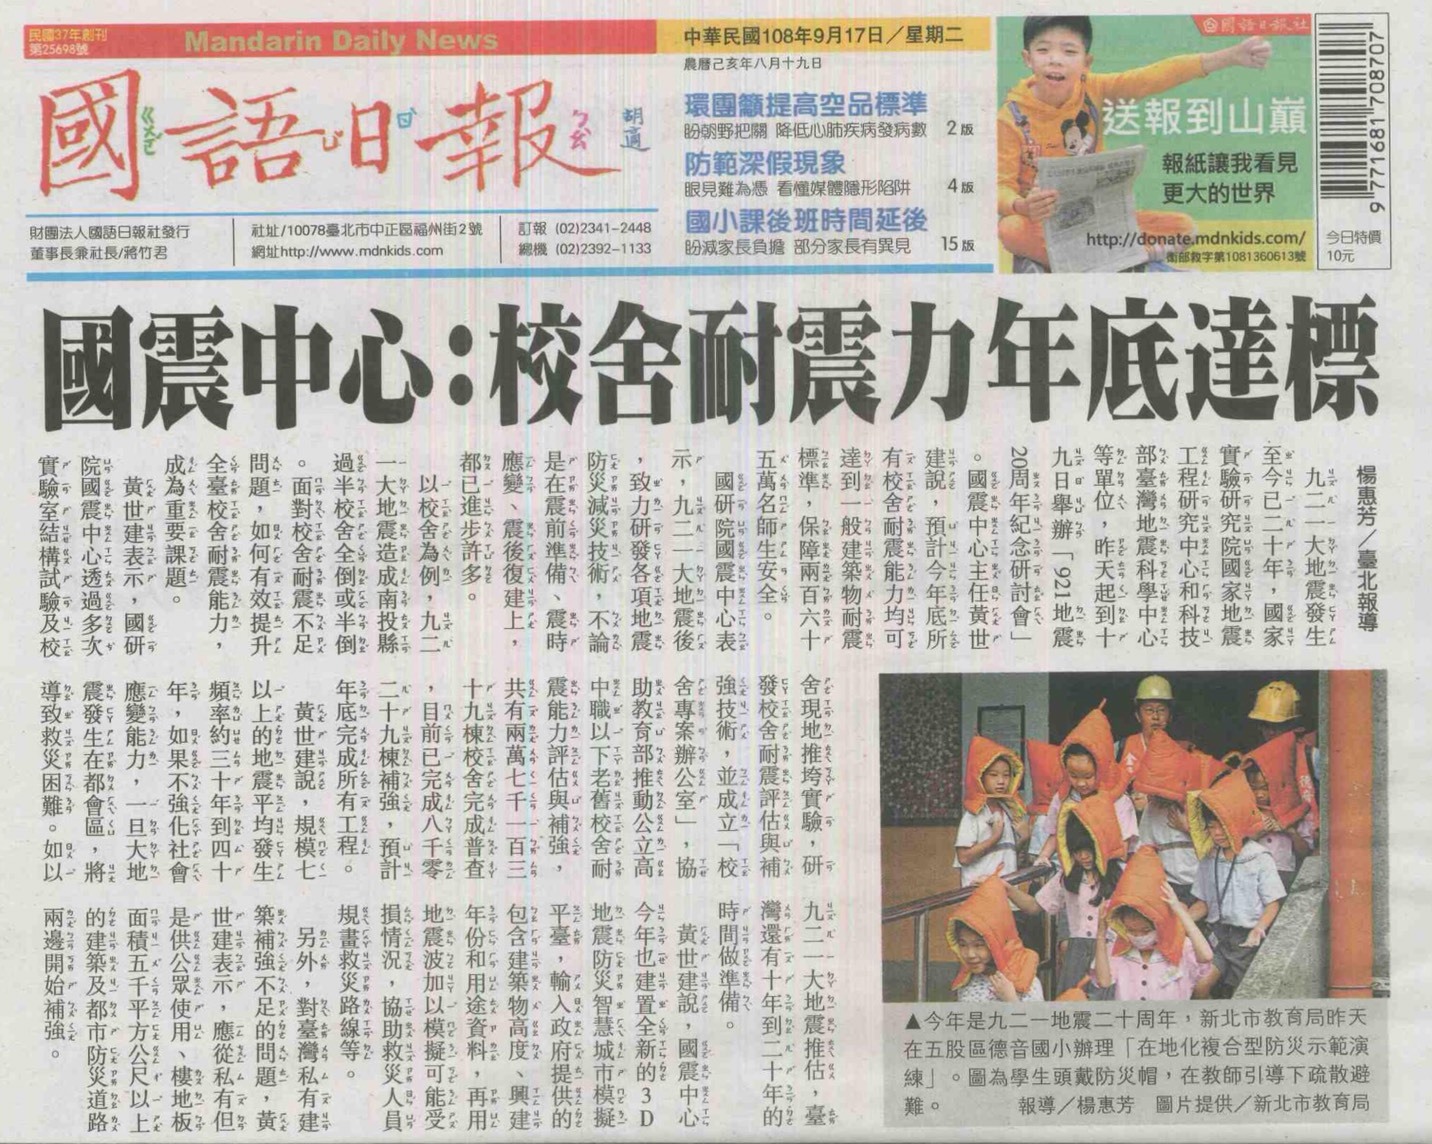 民國37年創刊
第25698號
Mandarin Daily News
國語日報
ㄍㄨㄛˊ ㄩˇ ㄖˋ ㄅㄠˋ
胡適
財團法人國語日報社發行
董事長兼社長/蔣竹君
社址/10078臺北市中正區福州街2號
網址http://www.mdnkids.com
訂報 (02)2341-2448
總機 (02)2392-1133
中華民國108年9月17日／星期二
農曆己亥年八月十九日
環團籲提高空品標準
盼朝野把關 降低心肺疾病發病數 2版
防範深假現象
眼見難為憑 看懂媒體隱形陷阱 4版
國小課後班時間延後
盼減家長負擔 部分家長有異見 15版
國語日報社
送報到山巔
報紙讓我看見
更大的世界
http://donate.mdnkids.com/
衛部救字第1081360613號
9771681708707
今日特價
10元
國震中心：校舍耐震力年底達標
楊惠芳／臺北報導
九二一大地震發生
至今已二十年，國家
實驗研究院國家地震
工程研究中心和科技
部臺灣地震科學中心
等單位，昨天起到十
九日舉辦「921地震
20周年紀念研討會」
。國震中心主任黃世
建說，預計今年底所
有校舍耐震能力均可
達到一般建築物耐震
標準，保障兩百六十
五萬名師生安全。
國研院國震中心表
示，九二一大地震後
，致力研發各項地震
防災減災技術，不論
是在震前準備、震時
應變、震後復建上，
都已進步許多。
以校舍為例，九二
一大地震造成南投縣
過半校舍全倒或半倒
。面對校舍耐震不足
問題，如何有效提升
全臺校舍耐震能力，
成為重要課題。
黃世建表示，國研
院國震中心透過多次
實驗室結構試驗及校
舍現地推垮實驗，研
發校舍耐震評估與補
強技術，並成立「校
舍專案辦公室」，協
助教育部推動公立高
中職以下老舊校舍耐
震能力評估與補強，
共有兩萬七千一百三
十九棟校舍完成普查
，目前已完成八千零
二十九棟補強，預計
年底完成所有工程。
黃世建說，規模七
以上的地震平均發生
頻率約三十年到四十
年，如果不強化社會
應變能力，一旦大地
震發生在都會區，將
導致救災困難。如以
九二一大地震推估，臺
灣還有十年到二十年的
時間做準備。
黃世建說，國震中心
今年也建置全新的3D
地震防災智慧城市模擬
平臺，輸入政府提供的
包含建築物高度、興建
年份和用途資料，再用
地震波加以模擬可能受
損情況，協助救災人員
規畫救災路線等。
另外，對臺灣私有建
築補強不足的問題，黃
世建表示，應從私有但
是供公眾使用、樓地板
面積五千平方公尺以上
的建築及都市防災道路
兩邊開始補強。
▲今年是九二一地震二十周年，新北市教育局昨天
在五股區德音國小辦理「在地化複合型防災示範演
練」。圖為學生頭戴防災帽，在教師引導下疏散避
難。 報導／楊惠芳 圖片提供／新北市教育局